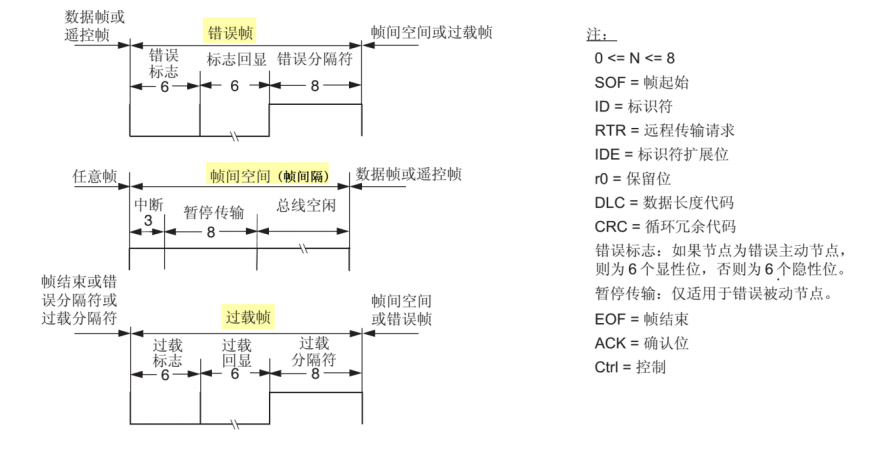 数据帧或
遥控帧
错误帧
帧间空间或过载帧
错误
标志
标志回显
错误分隔符
6
6
8
任意帧
帧间空间（帧间隔）
数据帧或遥控帧
中断
3
暂停传输
8
总线空闲
帧结束或错
误分隔符或
过载分隔符
过载帧
帧间空间
或错误帧
过载
标志
过载
回显
过载
分隔符
6
6
8
注：
0 <= N <= 8
SOF = 帧起始
ID = 标识符
RTR = 远程传输请求
IDE = 标识符扩展位
r0 = 保留位
DLC = 数据长度代码
CRC = 循环冗余代码
错误标志：如果节点为错误主动节点，
则为 6 个显性位，否则为 6 个隐性位。
暂停传输：仅适用于错误被动节点。
EOF = 帧结束
ACK = 确认位
Ctrl = 控制